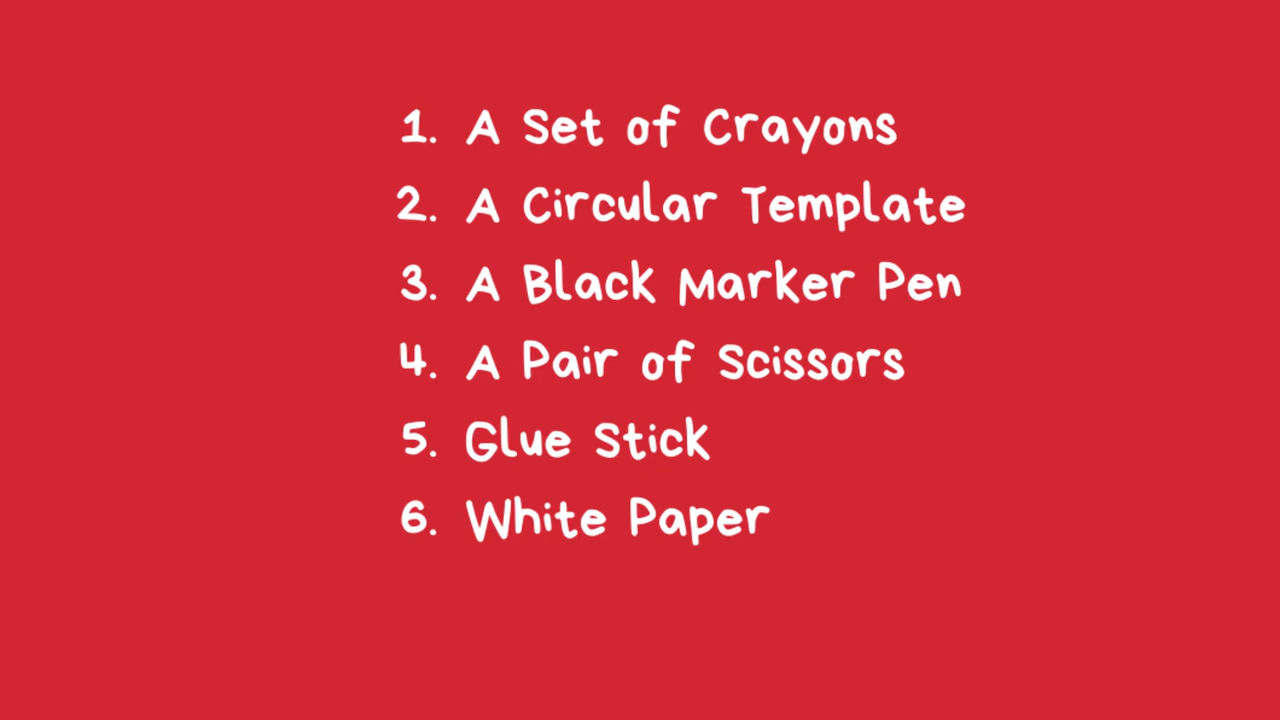 1. A Set of Crayons
2. A Circular Template
3. A Black Marker Pen
4. A Pair of Scissors
5. Glue Stick
6. White Paper